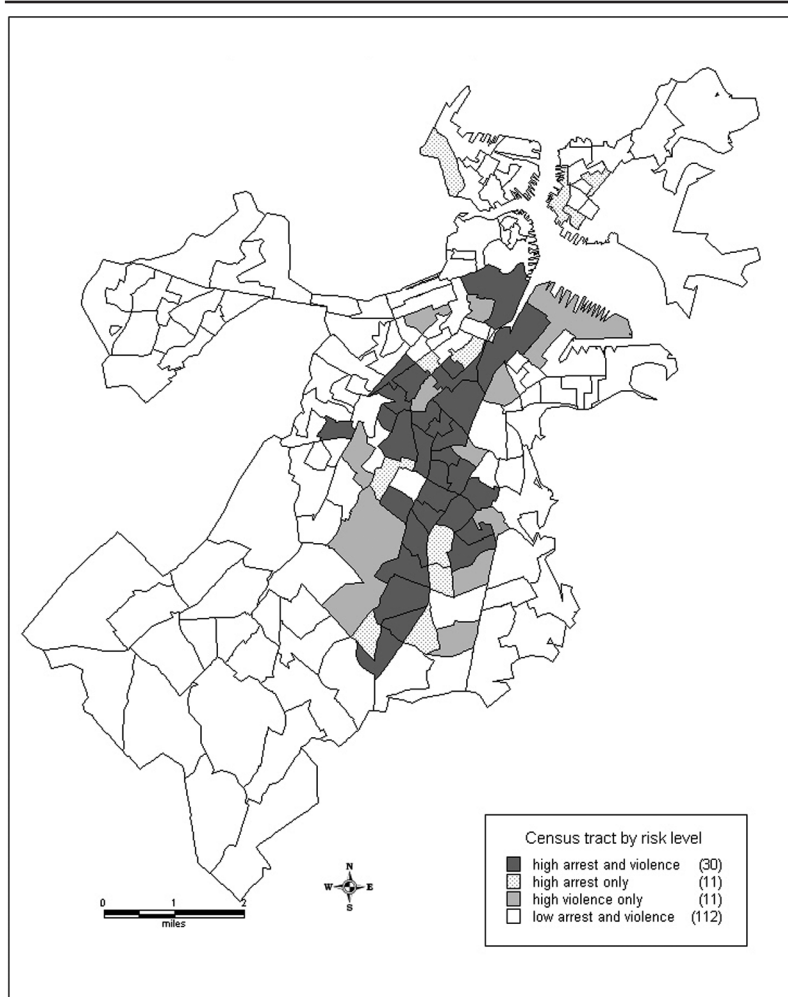 N
W E
S
0 1 2
miles
Census tract by risk level
high arrest and violence (30)
high arrest only (11)
high violence only (11)
low arrest and violence (112)